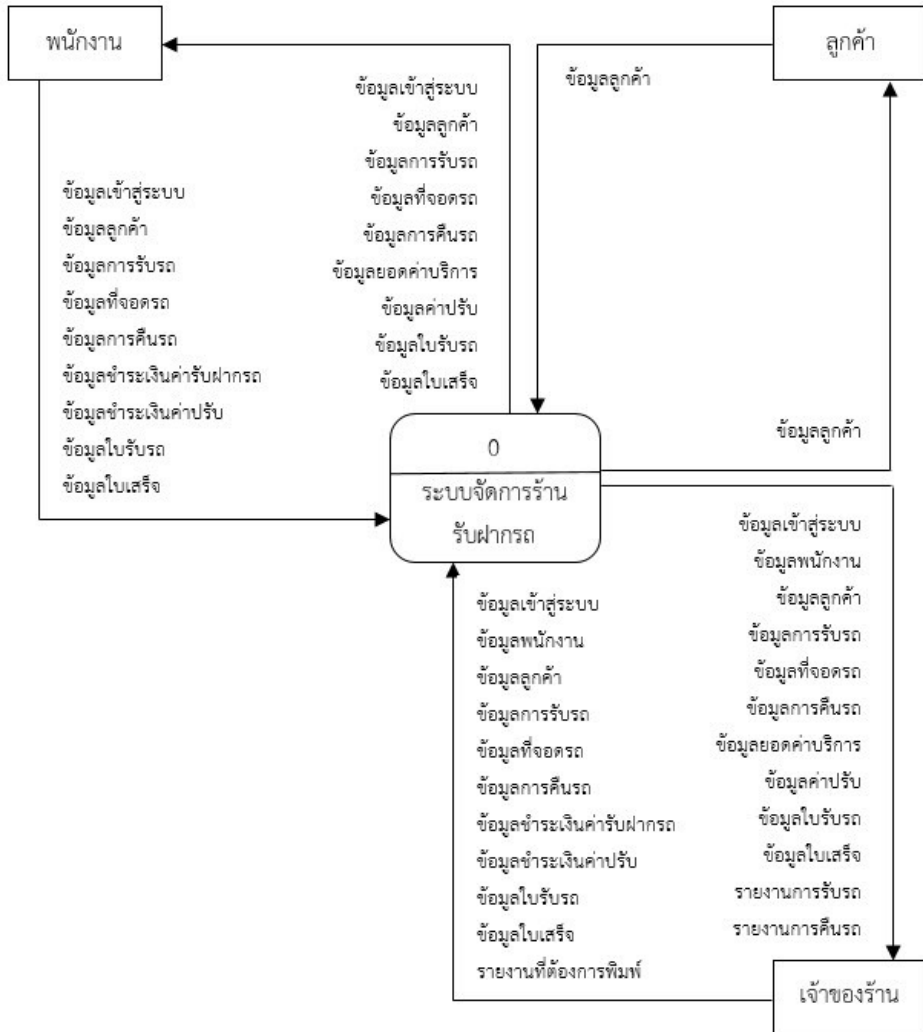 พนักงาน
ลูกค้า
ข้อมูลเข้าสู่ระบบ
ข้อมูลลูกค้า
ข้อมูลการรับรถ
ข้อมูลที่จอดรถ
ข้อมูลการคืนรถ
ข้อมูลยอดค่าบริการ
ข้อมูลค่าปรับ
ข้อมูลใบรับรถ
ข้อมูลใบเสร็จ
ข้อมูลลูกค้า
ข้อมูลเข้าสู่ระบบ
ข้อมูลลูกค้า
ข้อมูลการรับรถ
ข้อมูลที่จอดรถ
ข้อมูลการคืนรถ
ข้อมูลชำระเงินค่ารับฝากรถ
ข้อมูลชำระเงินค่าปรับ
ข้อมูลใบรับรถ
ข้อมูลใบเสร็จ
ข้อมูลลูกค้า
0
ระบบจัดการร้าน
รับฝากรถ
ข้อมูลเข้าสู่ระบบ
ข้อมูลพนักงาน
ข้อมูลลูกค้า
ข้อมูลการรับรถ
ข้อมูลที่จอดรถ
ข้อมูลการคืนรถ
ข้อมูลชำระเงินค่ารับฝากรถ
ข้อมูลชำระเงินค่าปรับ
ข้อมูลใบรับรถ
ข้อมูลใบเสร็จ
รายงานที่ต้องการพิมพ์
ข้อมูลเข้าสู่ระบบ
ข้อมูลพนักงาน
ข้อมูลลูกค้า
ข้อมูลการรับรถ
ข้อมูลที่จอดรถ
ข้อมูลการคืนรถ
ข้อมูลยอดค่าบริการ
ข้อมูลค่าปรับ
ข้อมูลใบรับรถ
ข้อมูลใบเสร็จ
รายงานการรับรถ
รายงานการคืนรถ
เจ้าของร้าน